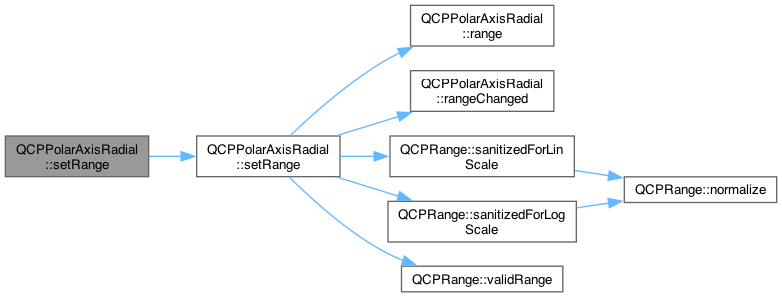 QCPPolarAxisRadial
::setRange
QCPPolarAxisRadial
::setRange
QCPPolarAxisRadial
::range
QCPPolarAxisRadial
::rangeChanged
QCPRange::sanitizedForLin
Scale
QCPRange::sanitizedForLog
Scale
QCPRange::validRange
QCPRange::normalize